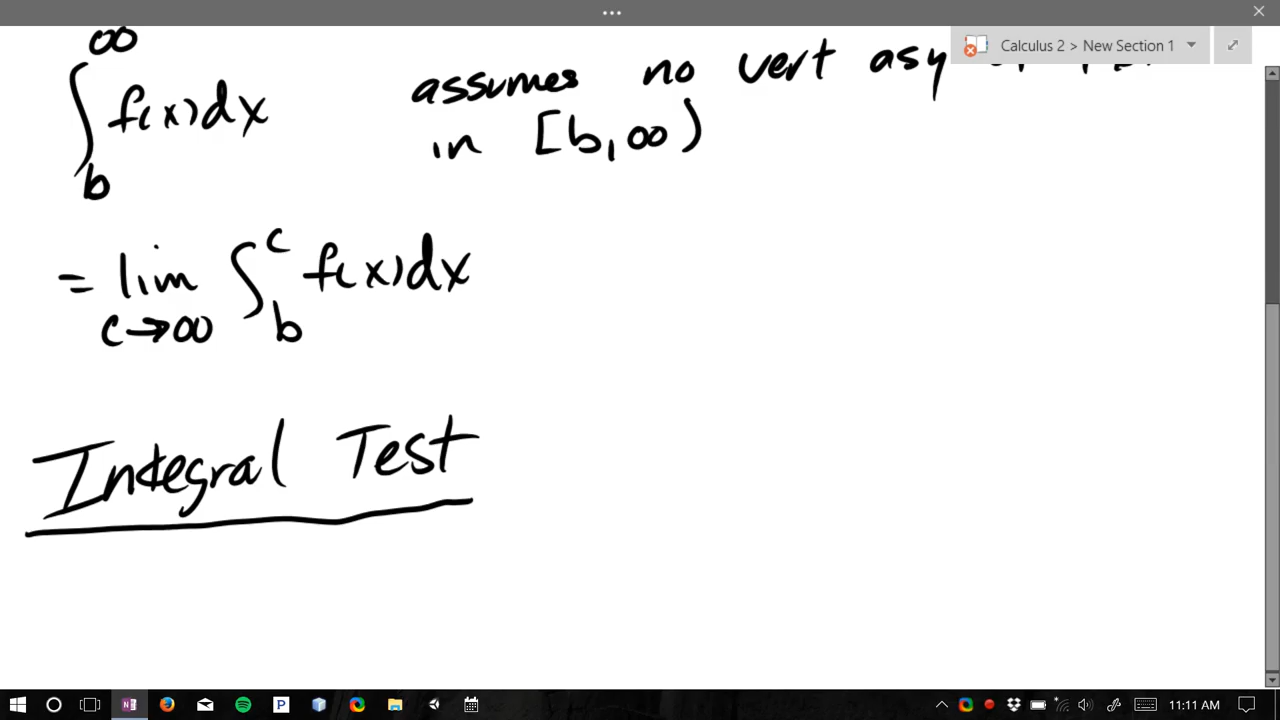 ...
Calculus 2 > New Section 1
∞
∫ f(x)dx assumes no vert asy
b in [b,∞)
= lim ∫ f(x)dx
c→∞ b c
Integral Test
P
11:11 AM